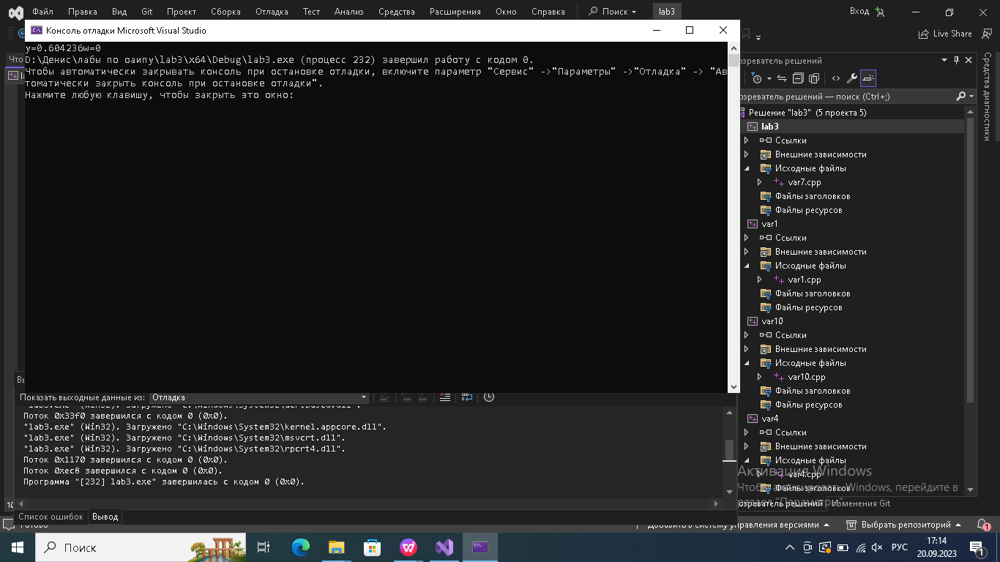 Файл Правка Вид Git Проект Сборка Отладка Тест Анализ Средства Расширения Окно Справка Поиск lab3 Вход
Live Share
Консоль отладки Microsoft Visual Studio
y=0.604236w=0
D:\Денис\лабы по оаипу\lab3\x64\Debug\lab3.exe (процесс 232) завершил работу с кодом 0.
Чтобы автоматически закрывать консоль при остановке отладки, включите параметр "Сервис" ->"Параметры" ->"Отладка" -> "Ав
томатически закрыть консоль при остановке отладки".
Нажмите любую клавишу, чтобы закрыть это окно:
озреватель решений
озреватель решений — поиск (Ctrl+;)
Решение "lab3" (5 проекта 5)
lab3
Ссылки
Внешние зависимости
Исходные файлы
var7.cpp
Файлы заголовков
Файлы ресурсов
var1
Ссылки
Внешние зависимости
Исходные файлы
var1.cpp
Файлы заголовков
Файлы ресурсов
var10
Ссылки
Внешние зависимости
Исходные файлы
var10.cpp
Файлы заголовков
Файлы ресурсов
var4
Ссылки
Внешние зависимости
Исходные файлы
var4.cpp
Файлы заголовков
озреватель решений Изменения Git
Средства диагностики
Активация Windows
Чтобы активировать Windows, перейдите в
раздел "Параметры".
Показать выходные данные из: Отладка
Поток 0x33f0 завершился с кодом 0 (0x0).
"lab3.exe" (Win32). Загружено "C:\Windows\System32\kernel.appcore.dll".
"lab3.exe" (Win32). Загружено "C:\Windows\System32\msvcrt.dll".
"lab3.exe" (Win32). Загружено "C:\Windows\System32\rpcrt4.dll".
Поток 0x1170 завершился с кодом 0 (0x0).
Поток 0xec8 завершился с кодом 0 (0x0).
Программа "[232] lab3.exe" завершилась с кодом 0 (0x0).
Список ошибок Вывод
Готово Добавить в систему управления версиями Выбрать репозиторий 1
Поиск
РУС
17:14
20.09.2023
1